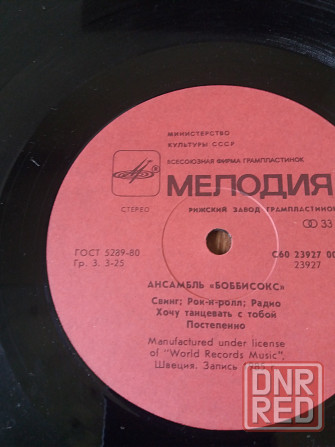 МИНИСТЕРСТВО
КУЛЬТУРЫ СССР
ВСЕСОЮЗНАЯ ФИРМА ГРАМПЛАСТИНОК
МЕЛОДИЯ
СТЕРЕО
РИЖСКИЙ ЗАВОД ГРАМПЛАСТИНОК
33
ГОСТ 5289-80
Гр. 3. 3-25
С60 23927 00
23927
АНСАМБЛЬ «БОББИСОКС»
Свинг; Рок-н-ролл; Радио
Хочу танцевать с тобой
Постепенно
Manufactured under license
of "World Records Music",
Швеция. Запись 1985 г.
DNR
RED